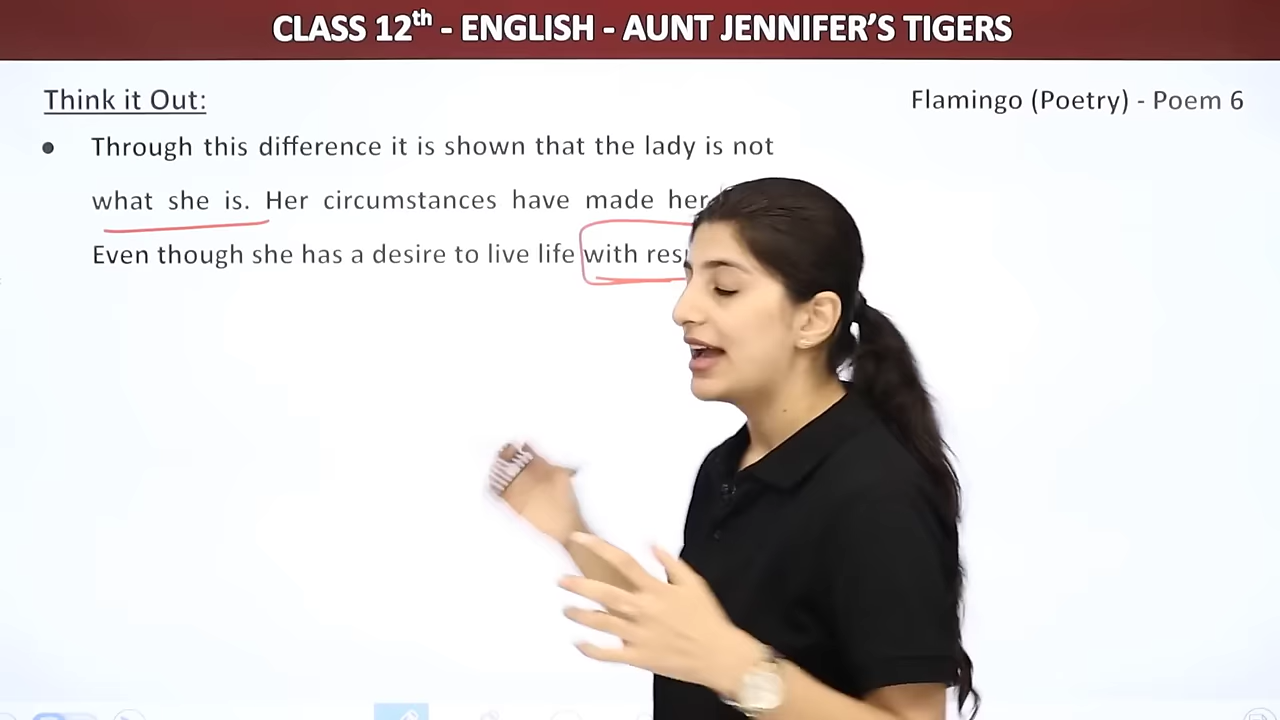 CLASS 12th - ENGLISH - AUNT JENNIFER'S TIGERS
Think it Out:
Flamingo (Poetry) - Poem 6
● Through this difference it is shown that the lady is not
what she is. Her circumstances have made her
Even though she has a desire to live life with